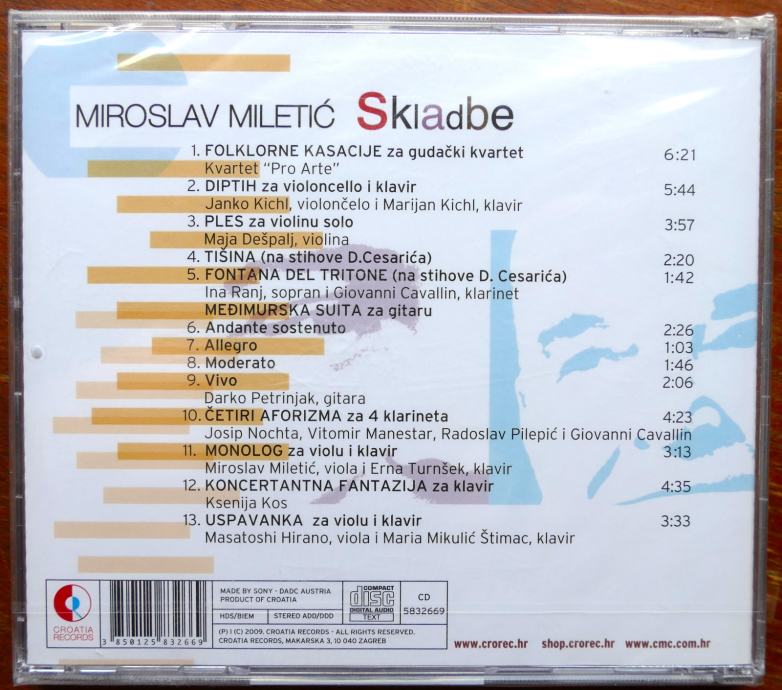 MIROSLAV MILETIĆ Skladbe
1. FOLKLORNE KASACIJE za gudački kvartet 6:21
Kvartet "Pro Arte"
2. DIPTIH za violoncello i klavir 5:44
Janko Kichl, violončelo i Marijan Kichl, klavir
3. PLES za violinu solo 3:57
Maja Dešpalj, violina
4. TIŠINA (na stihove D.Cesarića) 2:20
5. FONTANA DEL TRITONE (na stihove D. Cesarića) 1:42
Ina Ranj, sopran i Giovanni Cavallin, klarinet
MEĐIMURSKA SUITA za gitaru
6. Andante sostenuto 2:26
7. Allegro 1:03
8. Moderato 1:46
9. Vivo 2:06
Darko Petrinjak, gitara
10. ČETIRI AFORIZMA za 4 klarineta 4:23
Josip Nochta, Vitomir Manestar, Radoslav Pilepić i Giovanni Cavallin
11. MONOLOG za violu i klavir 3:13
Miroslav Miletić, viola i Erna Turnšek, klavir
12. KONCERTANTNA FANTAZIJA za klavir 4:35
Ksenija Kos
13. USPAVANKA za violu i klavir 3:33
Masatoshi Hirano, viola i Maria Mikulić Štimac, klavir
CROATIA
RECORDS
3 850125 832669
MADE BY SONY - DADC AUSTRIA
PRODUCT OF CROATIA
HDS/BIEM
STEREO ADD/DDD
COMPACT
disc
DIGITAL AUDIO
TEXT
CD
5832669
(P) I (C) 2009. CROATIA RECORDS - ALL RIGHTS RESERVED.
CROATIA RECORDS, MAKARSKA 3, 10 040 ZAGREB
www.crorec.hr shop.crorec.hr www.cmc.com.hr